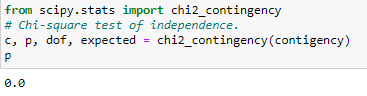 from scipy.stats import chi2_contingency
# Chi-square test of independence.
c, p, dof, expected = chi2_contingency(contigency)
p
0.0